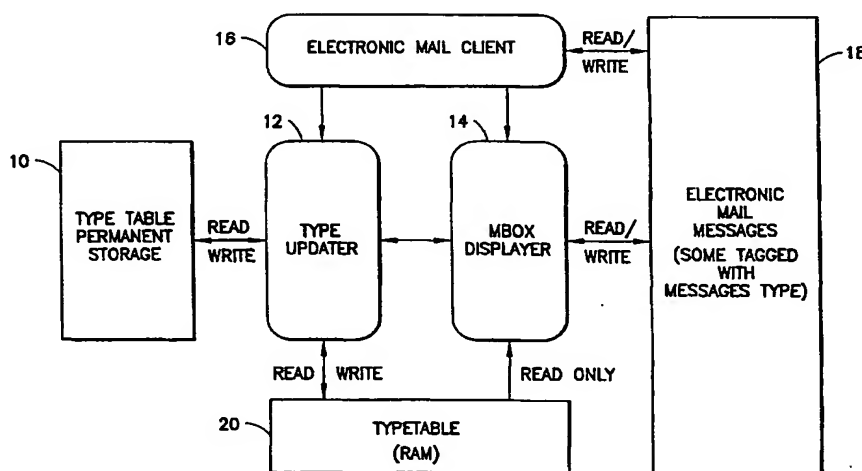 16
ELECTRONIC MAIL CLIENT
READ/
WRITE
18
12
14
10
TYPE TABLE
PERMANENT
STORAGE
READ
WRITE
TYPE
UPDATER
MBOX
DISPLAYER
READ/
WRITE
ELECTRONIC
MAIL
MESSAGES
(SOME TAGGED
WITH
MESSAGES TYPE)
READ WRITE
READ ONLY
20
TYPETABLE
(RAM)